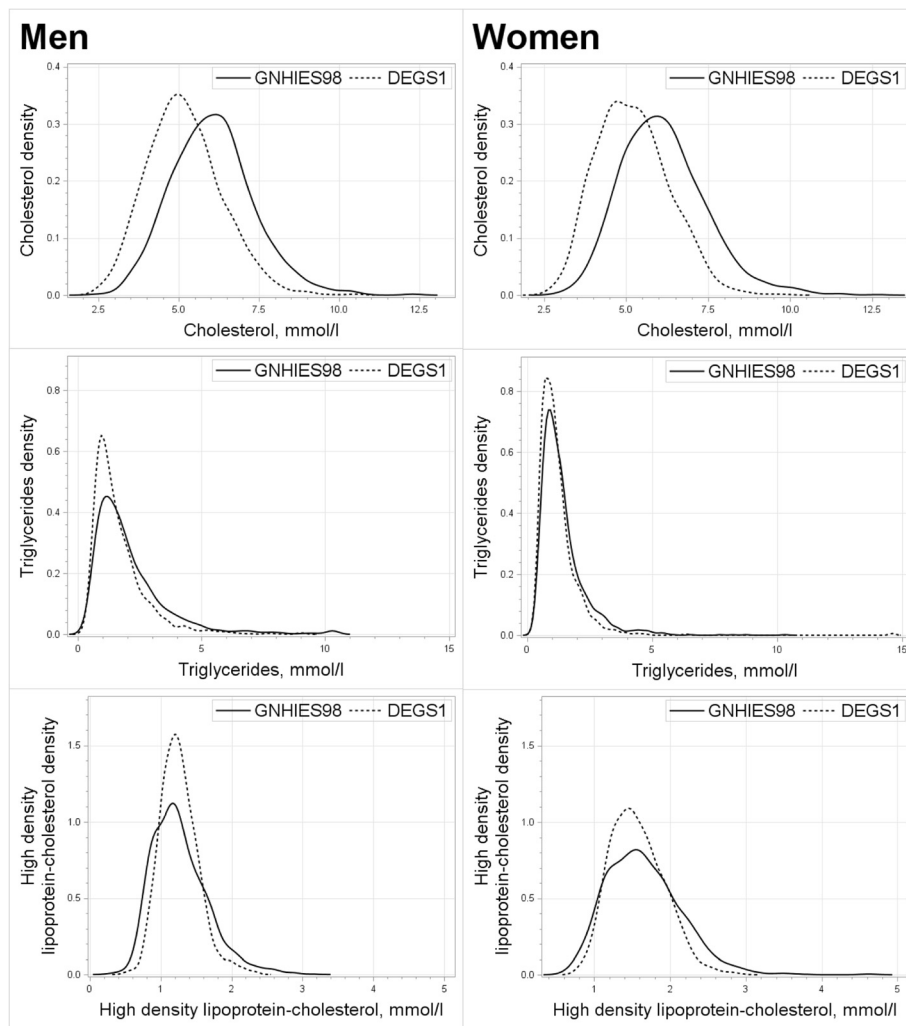 Men
GNHIES98 DEGS1
Cholesterol density
0.4
0.3
0.2
0.1
0.0
2.5 5.0 7.5 10.0 12.5
Cholesterol, mmol/l
Women
GNHIES98 DEGS1
Cholesterol density
0.4
0.3
0.2
0.1
0.0
2.5 5.0 7.5 10.0 12.5
Cholesterol, mmol/l
GNHIES98 DEGS1
Triglycerides density
0.8
0.6
0.4
0.2
0.0
0 5 10 15
Triglycerides, mmol/l
GNHIES98 DEGS1
Triglycerides density
0.8
0.6
0.4
0.2
0.0
0 5 10 15
Triglycerides, mmol/l
GNHIES98 DEGS1
High density
lipoprotein-cholesterol density
1.5
1.0
0.5
0.0
0 1 2 3 4 5
High density lipoprotein-cholesterol, mmol/l
GNHIES98 DEGS1
High density
lipoprotein-cholesterol density
1.5
1.0
0.5
0.0
1 2 3 4 5
High density lipoprotein-cholesterol, mmol/l